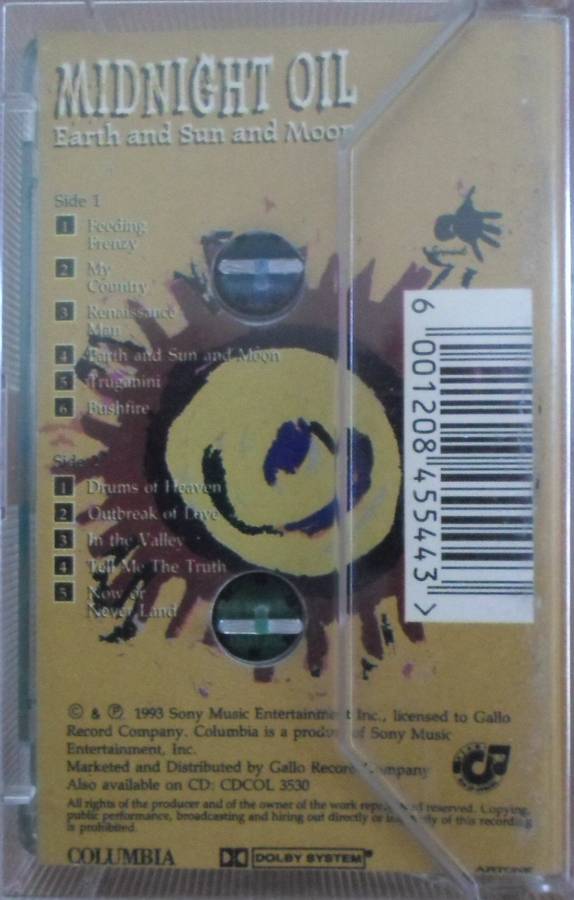 MIDNIGHT OIL
Earth and Sun and Moon
Side 1
1 Feeding
Frenzy
2 My
Country
3 Renaissance
Man
4 Earth and Sun and Moon
5 Truganini
6 Bushfire
Side
1 Drums of Heaven
2 Outbreak of Love
3 In the Valley
4 Tell Me The Truth
5 Now or
Never Land
6 001208 455443 >
© & ℗ 1993 Sony Music Entertainment Inc., licensed to Gallo
Record Company. Columbia is a product of Sony Music
Entertainment, Inc.
Marketed and Distributed by Gallo Record Company
Also available on CD: CDCOL 3530
All rights of the producer and of the owner of the work reproduced reserved. Copying,
public performance, broadcasting and hiring out directly or indirectly of this recording
is prohibited.
COLUMBIA
DOLBY SYSTEM
ARTONE